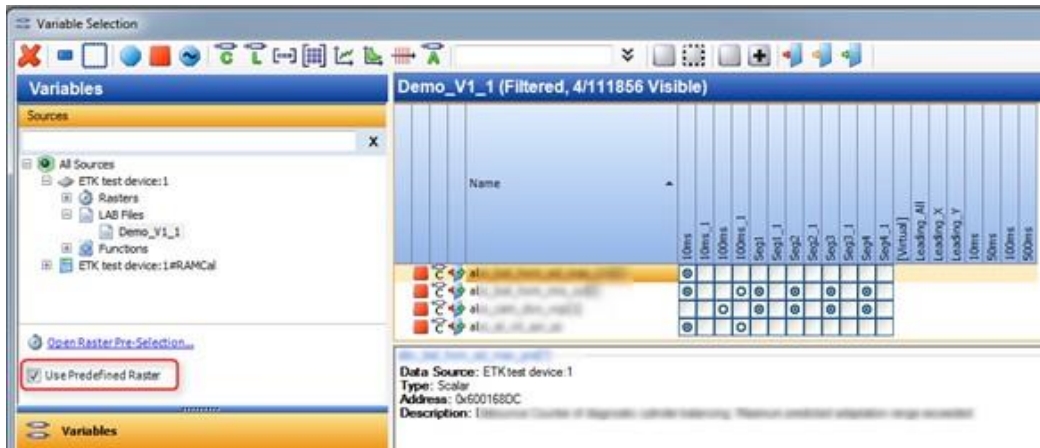 Variable Selection
Variables
Demo_V1_1 (Filtered, 4/111856 Visible)
Sources
X
All Sources
ETK test device:1
Rasters
LAB Files
Demo_V1_1
Functions
ETK test device:1#RAMCal
Open Raster Pre-Selection...
Use Predefined Raster
Variables
Name
10ms
10ms_1
100ms
100ms_1
Seg1
Seg1_1
Seg2
Seg2_1
Seg3
Seg3_1
Seg4
Seg4_1
[Virtual]
Leading_All
Leading_X
Leading_Y
10ms
50ms
100ms
500ms
Data Source: ETK test device:1
Type: Scalar
Address: 0x600168DC
Description: